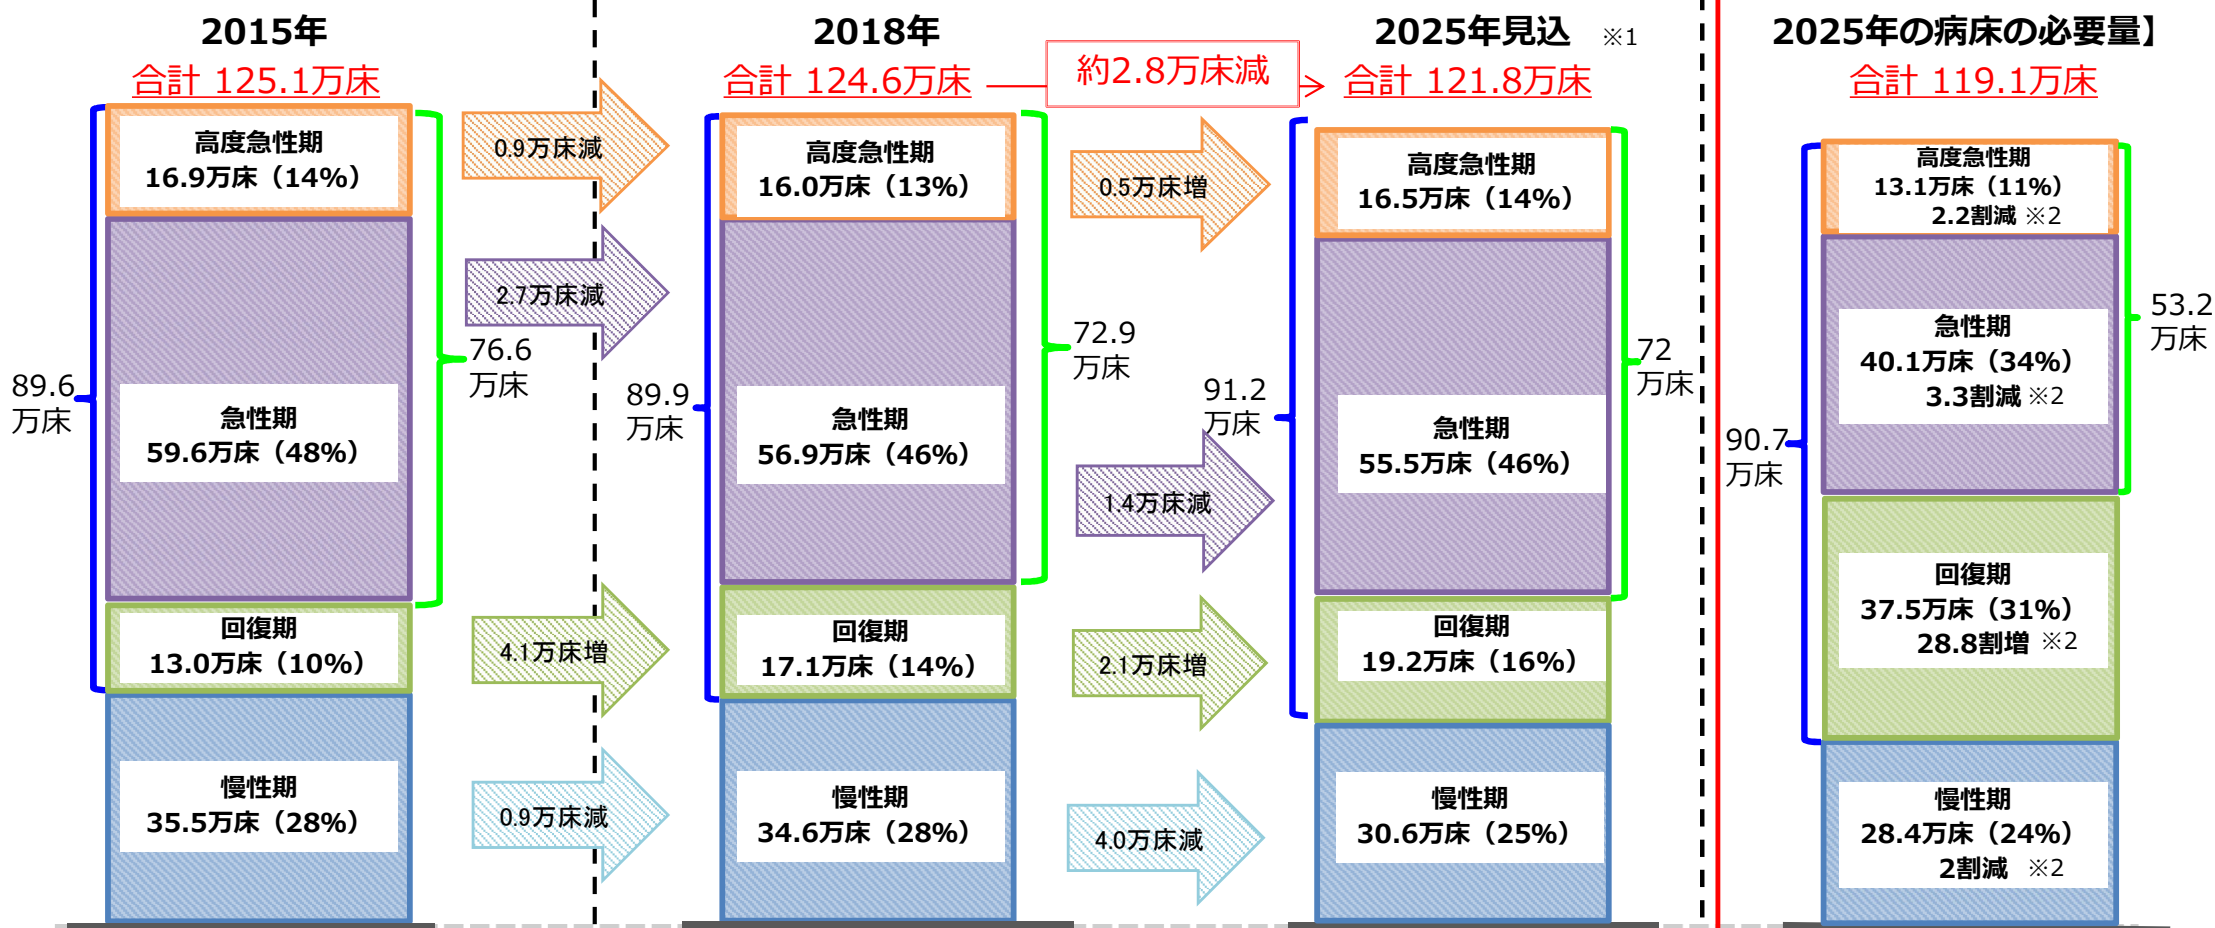 2015年
合計 125.1万床
高度急性期
16.9万床（14%）
急性期
59.6万床（48%）
回復期
13.0万床（10%）
慢性期
35.5万床（28%）
89.6
万床
76.6
万床
0.9万床減
2.7万床減
4.1万床増
0.9万床減
2018年
合計 124.6万床
高度急性期
16.0万床（13%）
急性期
56.9万床（46%）
回復期
17.1万床（14%）
慢性期
34.6万床（28%）
89.9
万床
72.9
万床
約2.8万床減
0.5万床増
1.4万床減
2.1万床増
4.0万床減
2025年見込 ※1
合計 121.8万床
高度急性期
16.5万床（14%）
急性期
55.5万床（46%）
回復期
19.2万床（16%）
慢性期
30.6万床（25%）
91.2
万床
72
万床
2025年の病床の必要量】
合計 119.1万床
高度急性期
13.1万床（11%）
2.2割減 ※2
急性期
40.1万床（34%）
3.3割減 ※2
回復期
37.5万床（31%）
28.8割増 ※2
慢性期
28.4万床（24%）
2割減 ※2
90.7
万床
53.2
万床